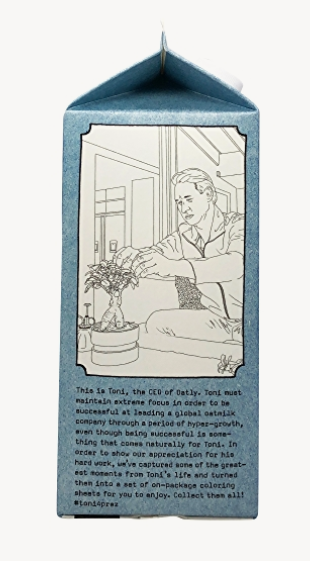 This is Toni, the CEO of Oatly. Toni must
maintain extreme focus in order to be
successful at leading a global oatmilk
company through a period of hyper-growth,
even though being successful is some-
thing that comes naturally for Toni. In
order to show our appreciation for his
hard work, we've captured some of the great-
est moments from Toni's life and turned
them into a set of on-package coloring
sheets for you to enjoy. Collect them all!
#toni4prez